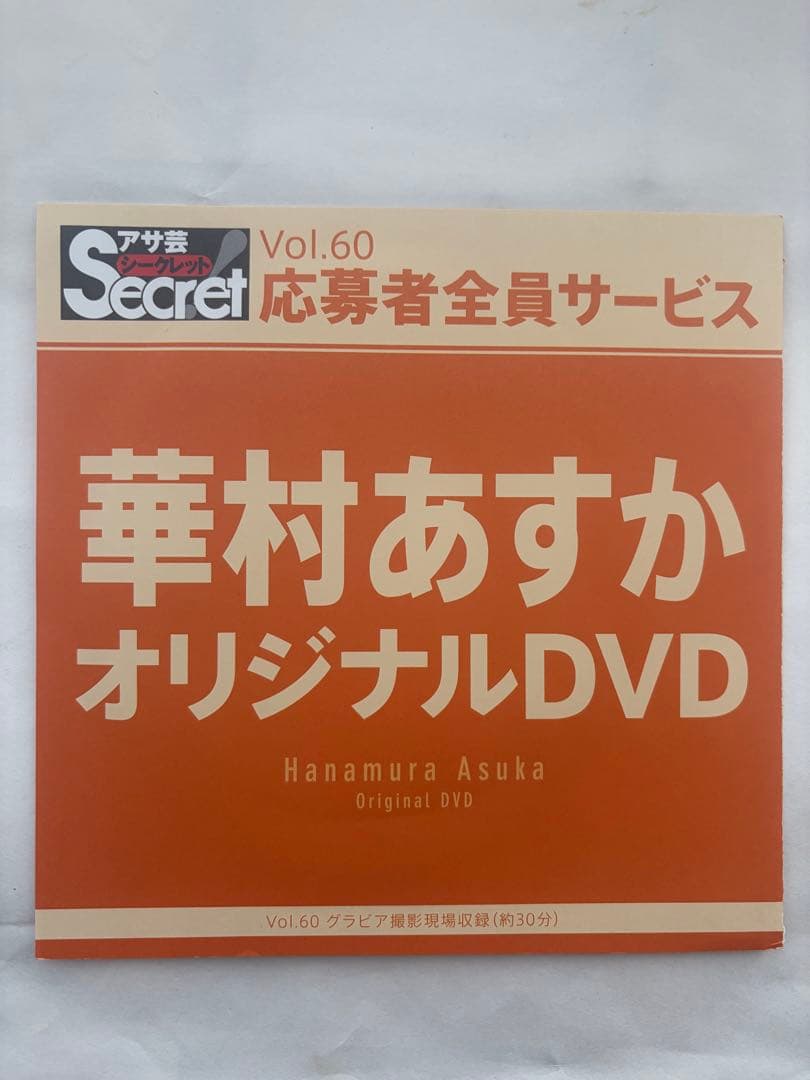 アサ芸
シークレット
Secret!
Vol.60
応募者全員サービス
華村あすか
オリジナルDVD
Hanamura Asuka
Original DVD
Vol.60 グラビア撮影現場収録(約30分)